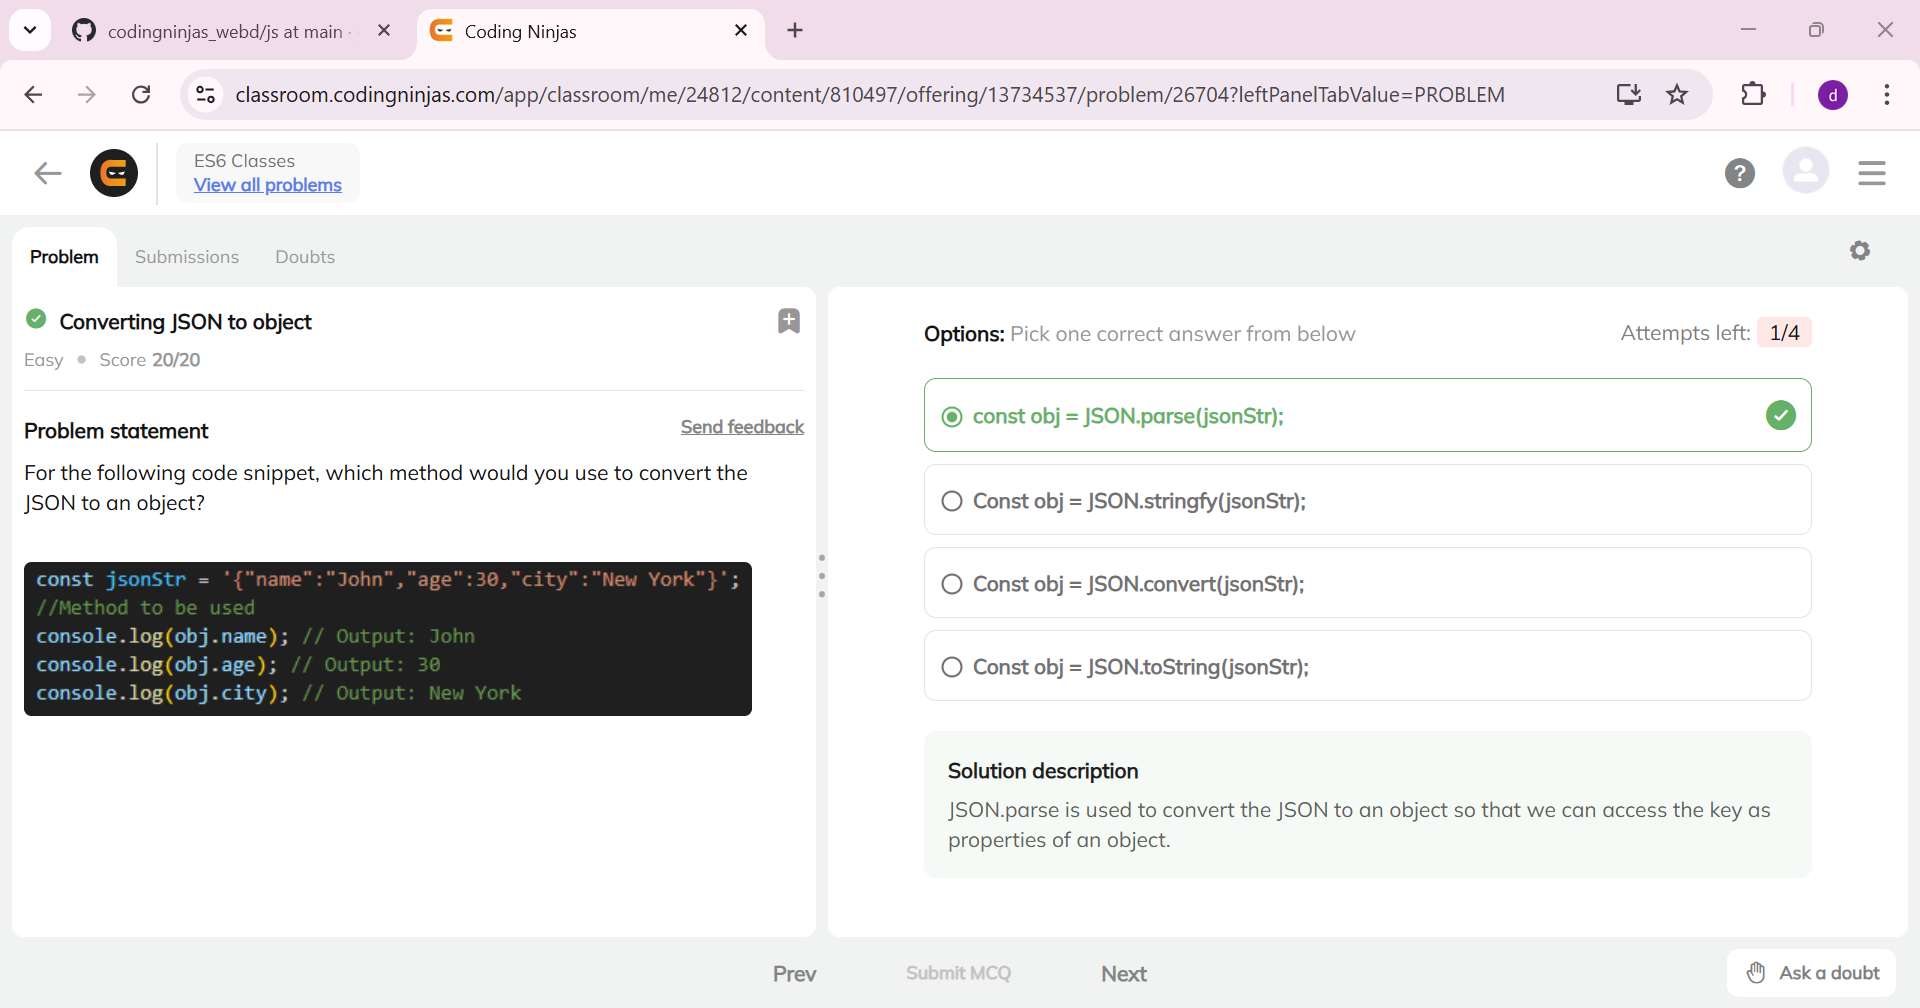 codingninjas_webd/js at main ·
Coding Ninjas
classroom.codingninjas.com/app/classroom/me/24812/content/810497/offering/13734537/problem/26704?leftPanelTabValue=PROBLEM
d
ES6 Classes
View all problems
?
Problem
Submissions
Doubts
Converting JSON to object
Easy
Score 20/20
Problem statement
Send feedback
For the following code snippet, which method would you use to convert the
JSON to an object?
const jsonStr = '{"name":"John","age":30,"city":"New York"}';
//Method to be used
console.log(obj.name); // Output: John
console.log(obj.age); // Output: 30
console.log(obj.city); // Output: New York
Options: Pick one correct answer from below
Attempts left: 1/4
const obj = JSON.parse(jsonStr);
Const obj = JSON.stringfy(jsonStr);
Const obj = JSON.convert(jsonStr);
Const obj = JSON.toString(jsonStr);
Solution description
JSON.parse is used to convert the JSON to an object so that we can access the key as
properties of an object.
Prev
Submit MCQ
Next
Ask a doubt